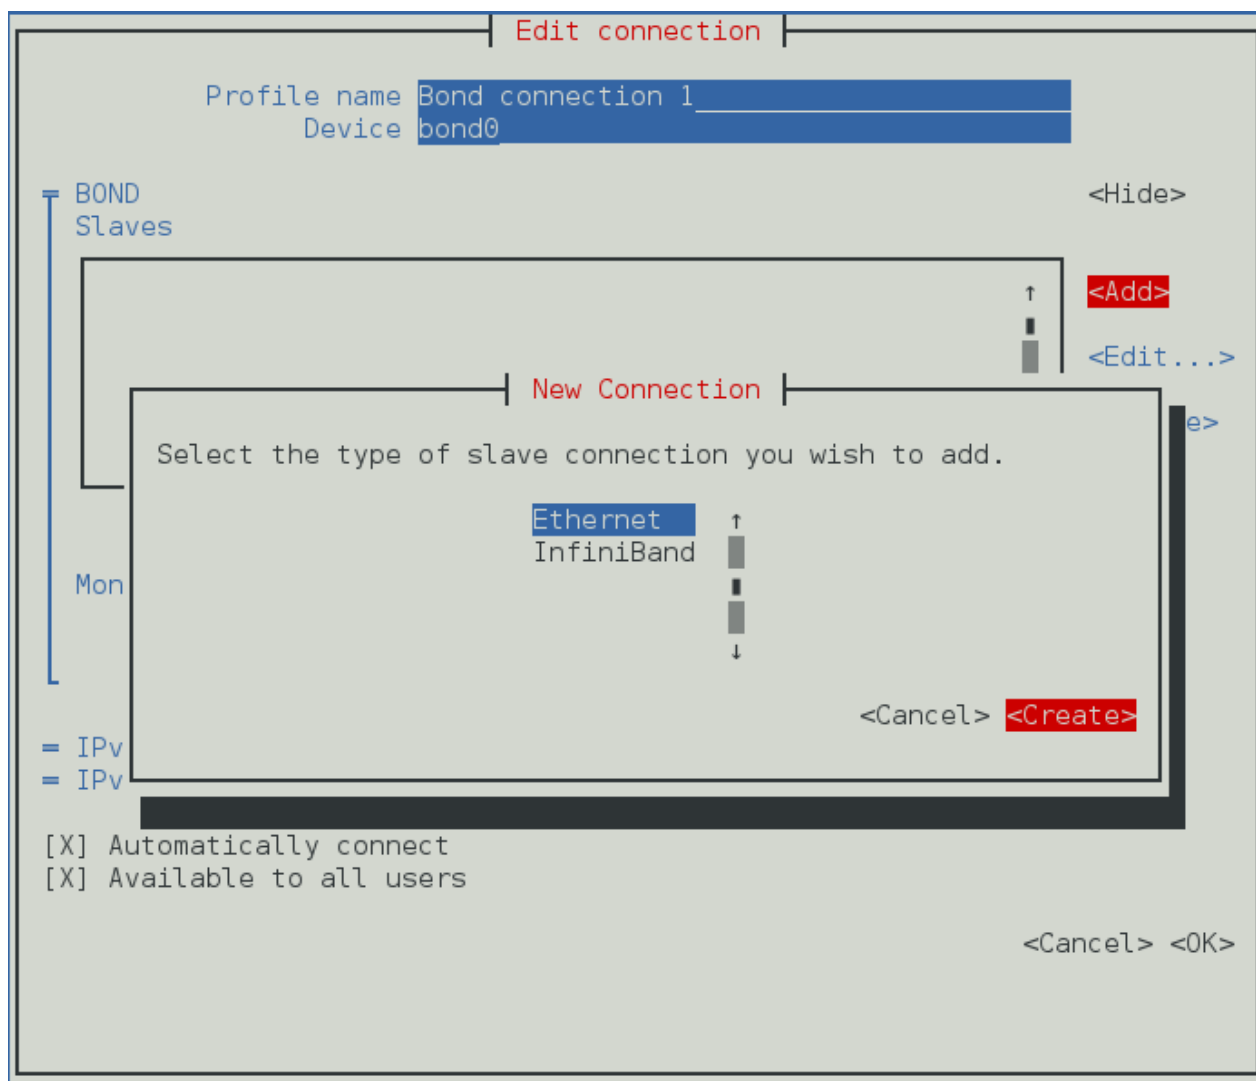 Edit connection
Profile name Bond connection 1
Device bond0
BOND <Hide>
Slaves
<Add>
<Edit...>
New Connection
e>
Select the type of slave connection you wish to add.
Ethernet
InfiniBand
Mon
<Cancel> <Create>
= IPv
= IPv
[X] Automatically connect
[X] Available to all users
<Cancel> <OK>